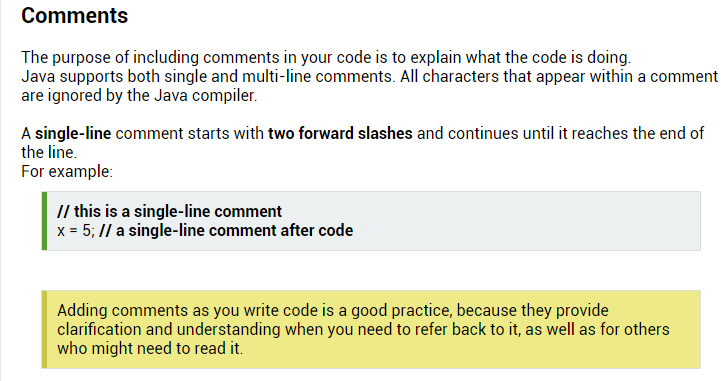 Comments
The purpose of including comments in your code is to explain what the code is doing.
Java supports both single and multi-line comments. All characters that appear within a comment
are ignored by the Java compiler.
A single-line comment starts with two forward slashes and continues until it reaches the end of
the line.
For example:
// this is a single-line comment
x = 5; // a single-line comment after code
Adding comments as you write code is a good practice, because they provide
clarification and understanding when you need to refer back to it, as well as for others
who might need to read it.